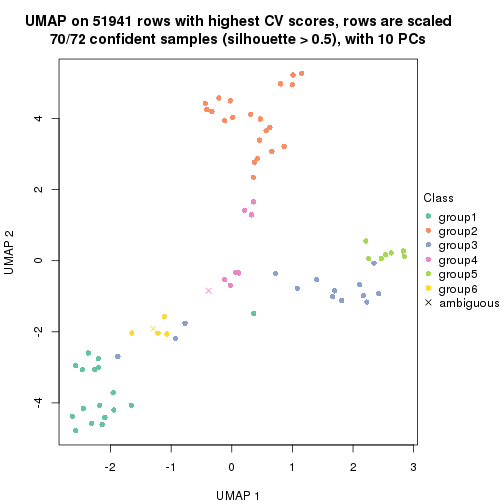 UMAP on 51941 rows with highest CV scores, rows are scaled
70/72 confident samples (silhouette > 0.5), with 10 PCs
4
2
0
-2
-4
UMAP 2
-2
-1
0
1
2
3
UMAP 1
Class
group1
group2
group3
group4
group5
group6
ambiguous